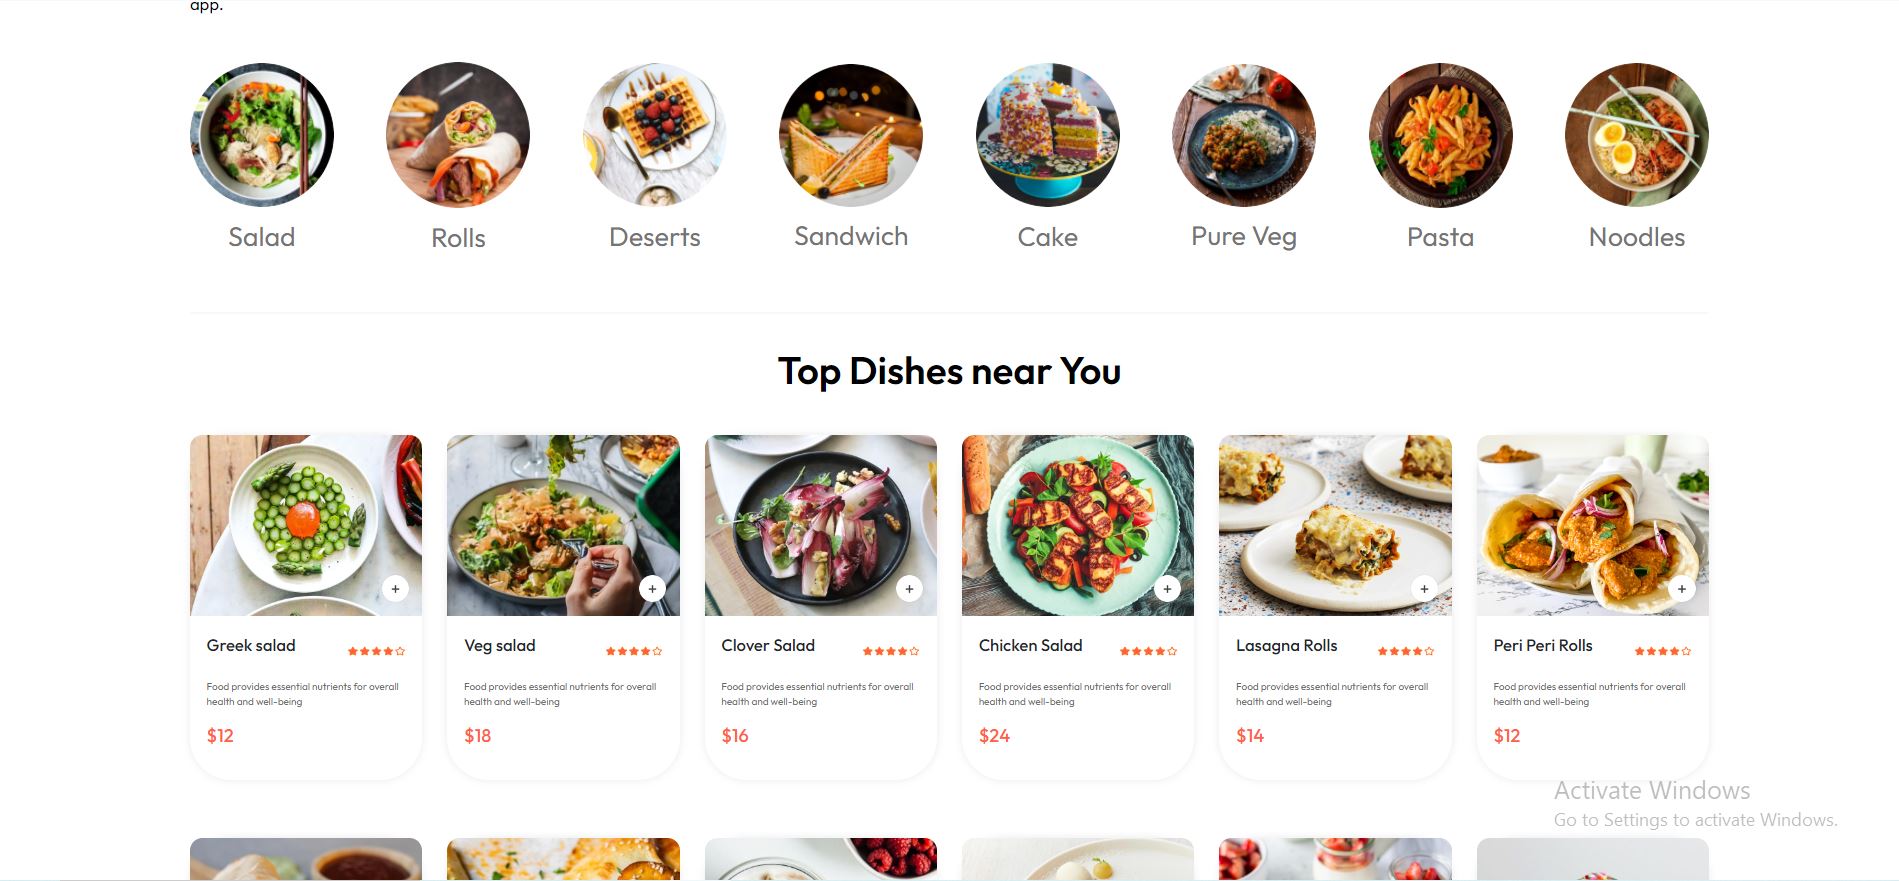 app.
Salad
Rolls
Deserts
Sandwich
Cake
Pure Veg
Pasta
Noodles
Top Dishes near You
Greek salad
Food provides essential nutrients for overall
health and well-being
$12
Veg salad
Food provides essential nutrients for overall
health and well-being
$18
Clover Salad
Food provides essential nutrients for overall
health and well-being
$16
Chicken Salad
Food provides essential nutrients for overall
health and well-being
$24
Lasagna Rolls
Food provides essential nutrients for overall
health and well-being
$14
Peri Peri Rolls
Food provides essential nutrients for overall
health and well-being
$12
Activate Windows
Go to Settings to activate Windows.